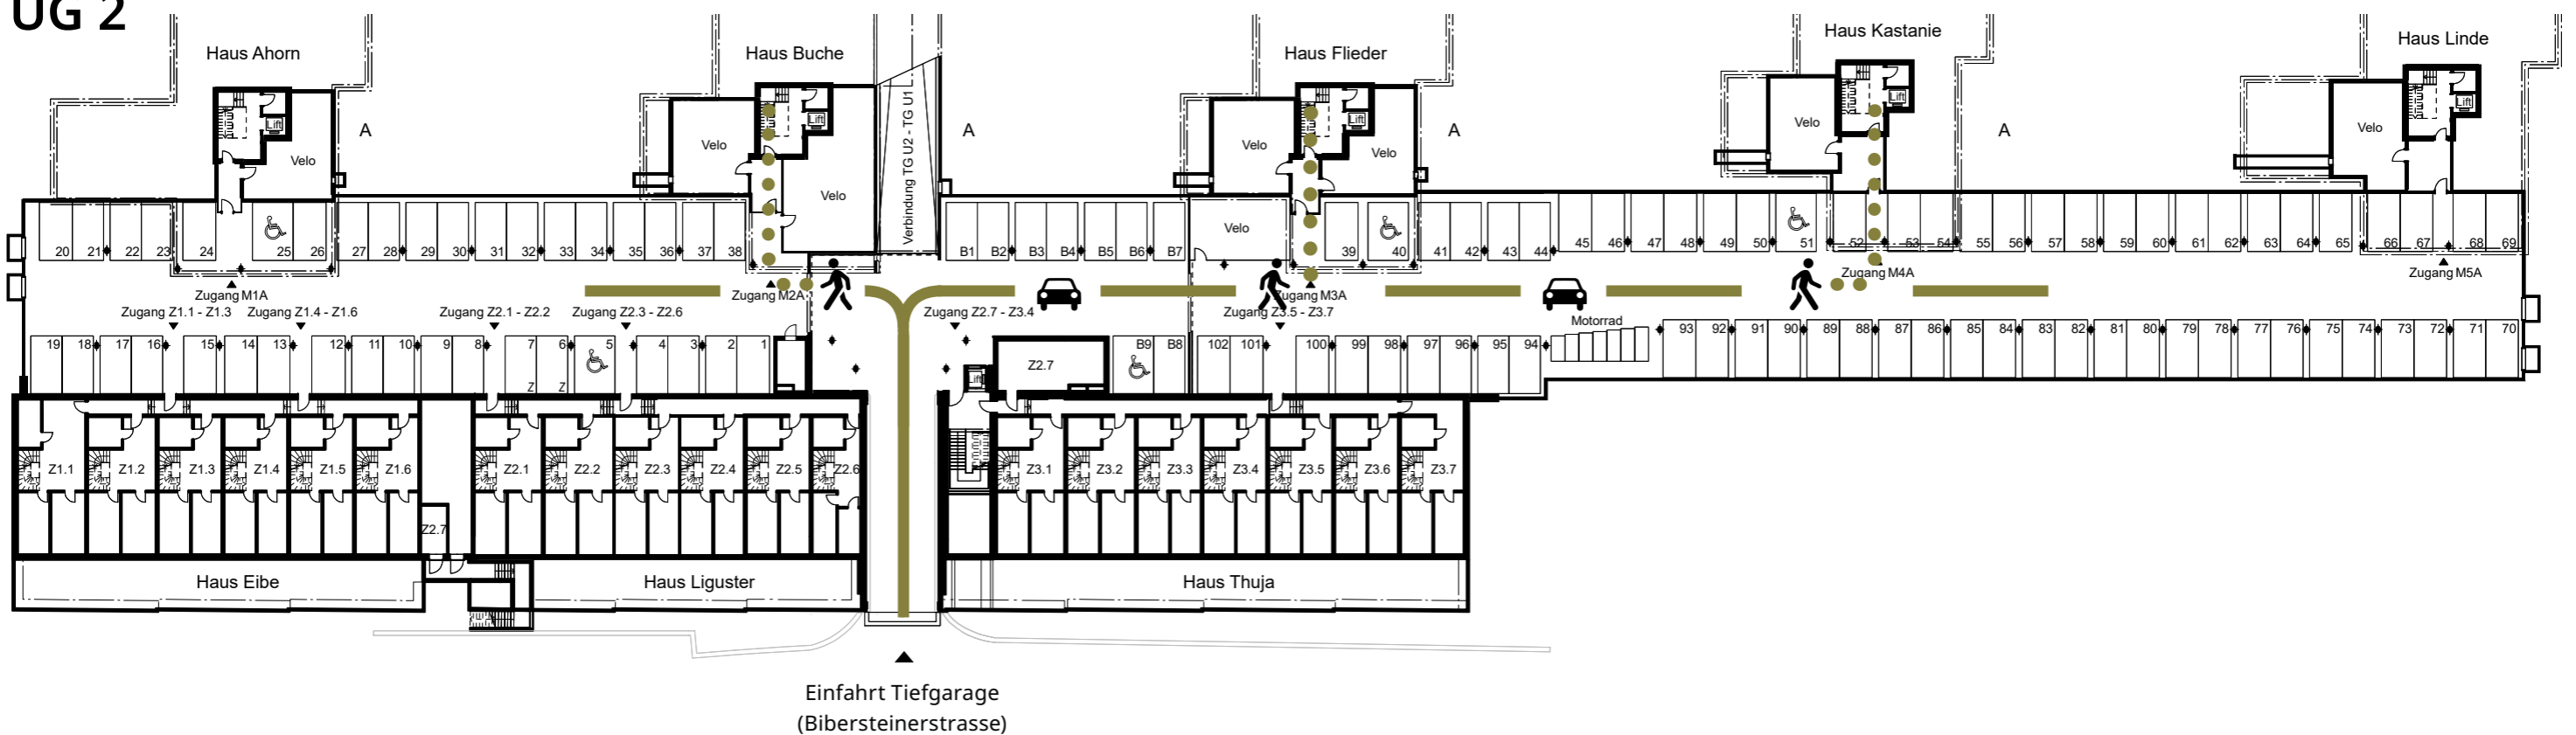 UG 2
Haus Ahorn
Haus Buche
Haus Flieder
Haus Kastanie
Haus Linde
Lift
Lift
Lift
Lift
Lift
A
A
A
A
Velo
Velo
Velo
Velo
Velo
Velo
Velo
Velo
Verbindung TG U2 - TG U1
20 21 22 23 24 25 26 27 28 29 30 31 32 33 34 35 36 37 38
B1 B2 B3 B4 B5 B6 B7
39 40 41 42 43 44 45 46 47 48 49 50 51 52 53 54 55 56 57 58 59 60 61 62 63 64 65 66 67 68 69
Zugang M1A
Zugang M2A
Zugang M3A
Zugang M4A
Zugang M5A
Zugang Z1.1 - Z1.3
Zugang Z1.4 - Z1.6
Zugang Z2.1 - Z2.2
Zugang Z2.3 - Z2.6
Zugang Z2.7 - Z3.4
Zugang Z3.5 - Z3.7
Motorrad
19 18 17 16 15 14 13 12 11 10 9 8 7 6 5 4 3 2 1
Z Z
Z2.7
Lift
B9 B8
102 101 100 99 98 97 96 95 94
93 92 91 90 89 88 87 86 85 84 83 82 81 80 79 78 77 76 75 74 73 72 71 70
Z1.1 Z1.2 Z1.3 Z1.4 Z1.5 Z1.6
Z2.7
Z2.1 Z2.2 Z2.3 Z2.4 Z2.5 Z2.6
Z3.1 Z3.2 Z3.3 Z3.4 Z3.5 Z3.6 Z3.7
Haus Eibe
Haus Liguster
Haus Thuja
Einfahrt Tiefgarage
(Bibersteinerstrasse)